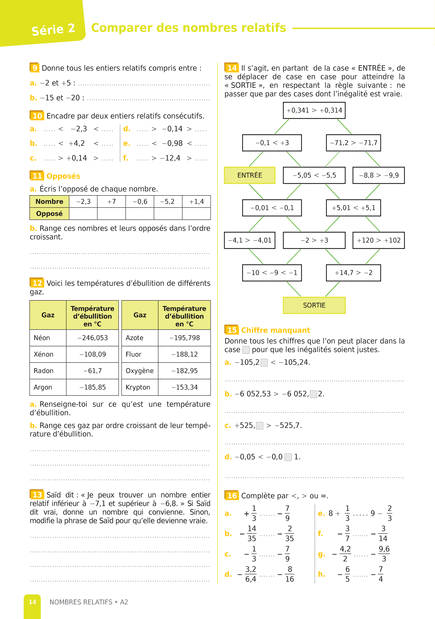 Série 2
Comparer des nombres relatifs
9 Donne tous les entiers relatifs compris entre :
a. −2 et +5 : ........................................
b. −15 et −20 : ........................................
10 Encadre par deux entiers relatifs consécutifs.
a. ..... < −2,3 < ..... d. ..... > −0,14 > .....
b. ..... < +4,2 < ..... e. ..... < −0,98 < .....
c. ..... > +0,14 > ..... f. ..... > −12,4 > .....
11 Opposés
a. Écris l'opposé de chaque nombre.
Nombre −2,3 +7 −0,6 −5,2 +1,4
Opposé
b. Range ces nombres et leurs opposés dans l'ordre
croissant.
12 Voici les températures d'ébullition de différents
gaz.
Gaz Température d'ébullition en °C Gaz Température d'ébullition en °C
Néon −246,053 Azote −195,798
Xénon −108,09 Fluor −188,12
Radon −61,7 Oxygène −182,95
Argon −185,85 Krypton −153,34
a. Renseigne-toi sur ce qu'est une température
d'ébullition.
b. Range ces gaz par ordre croissant de leur tempé-
rature d'ébullition.
13 Saïd dit : « Je peux trouver un nombre entier
relatif inférieur à −7,1 et supérieur à −6,8. » Si Saïd
dit vrai, donne un nombre qui convienne. Sinon,
modifie la phrase de Saïd pour qu'elle devienne vraie.
14 Il s'agit, en partant de la case « ENTRÉE », de
se déplacer de case en case pour atteindre la
« SORTIE », en respectant la règle suivante : ne
passer que par des cases dont l'inégalité est vraie.
+0,341 > +0,314
−0,1 < +3 −71,2 > −71,7
ENTRÉE −5,05 < −5,5 −8,8 > −9,9
−0,01 < −0,1 +5,01 < +5,1
−4,1 > −4,01 −2 > +3 +120 > +102
−10 < −9 < −1 +14,7 > −2
SORTIE
15 Chiffre manquant
Donne tous les chiffres que l'on peut placer dans la
case pour que les inégalités soient justes.
a. −105,2 < −105,24.
b. −6 052,53 > −6 052, 2.
c. +525, > −525,7.
d. −0,05 < −0,0 1.
16 Complète par <, > ou =.
a. + 1/3 ...... − 7/9 e. 8 + 1/3 ..... 9 − 2/3
b. − 14/35 ...... − 2/35 f. − 3/7 ...... − 3/14
c. − 1/3 ...... − 7/9 g. − 4,2/2 ...... − 9,6/3
d. − 3,2/6,4 ...... − 8/16 h. − 6/5 ...... − 7/4
14 NOMBRES RELATIFS • A2